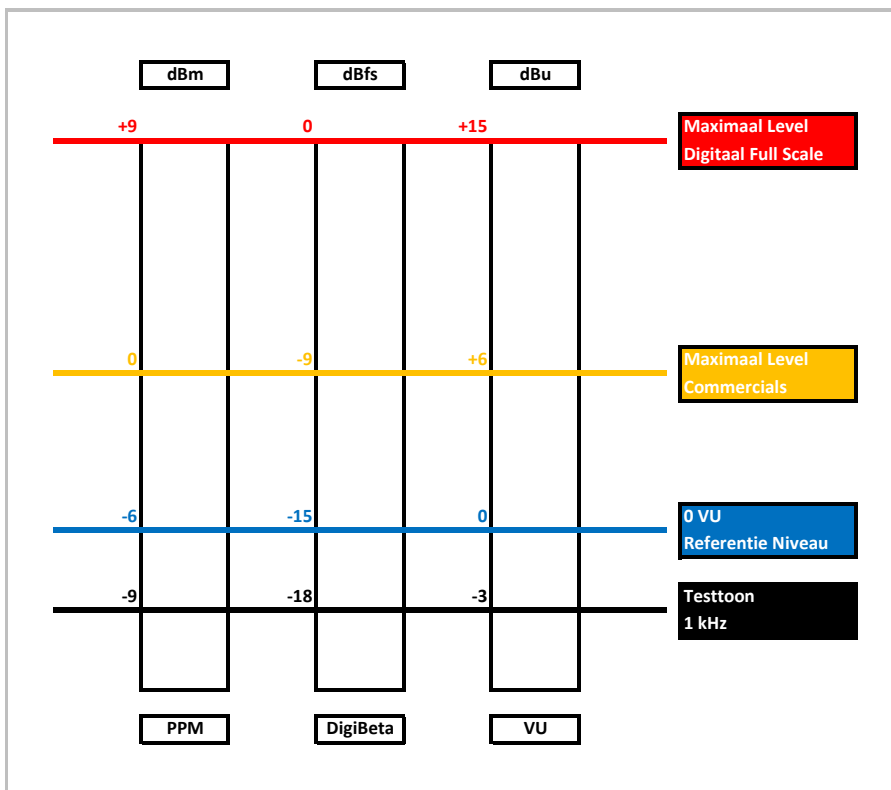 dBm dBfs dBu
+9 0 +15
Maximaal Level
Digitaal Full Scale
0 -9 +6
Maximaal Level
Commercials
-6 -15 0
0 VU
Referentie Niveau
-9 -18 -3
Testtoon
1 kHz
PPM DigiBeta VU